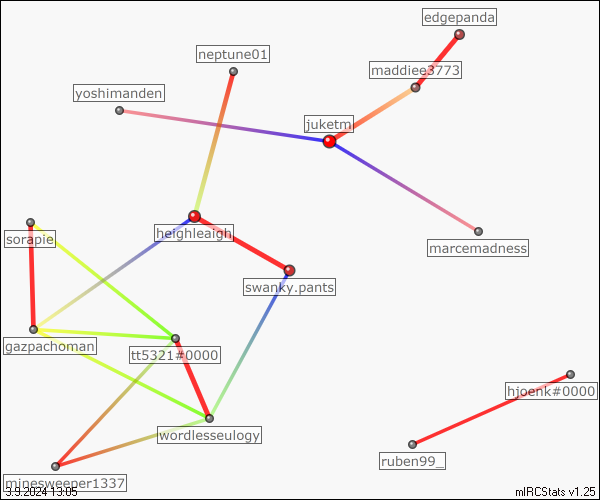 edgepanda
neptune01
maddiee3773
yoshimanden
juketm
heighleaigh
sorapie
marcemadness
swanky.pants
gazpachoman
tt5321#0000
hjoenk#0000
wordlesseulogy
ruben99_
minesweeper1337
3.9.2024 13:05
mIRCStats v1.25